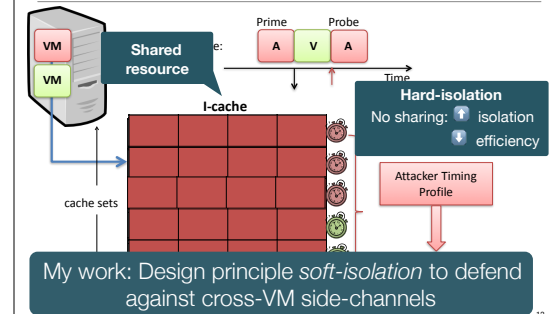 Prime Probe
VM
Shared
resource
e:
A V A
VM
Time
Hard-isolation
I-cache
No sharing: isolation
efficiency
Attacker Timing
Profile
cache sets
My work: Design principle soft-isolation to defend
against cross-VM side-channels
12